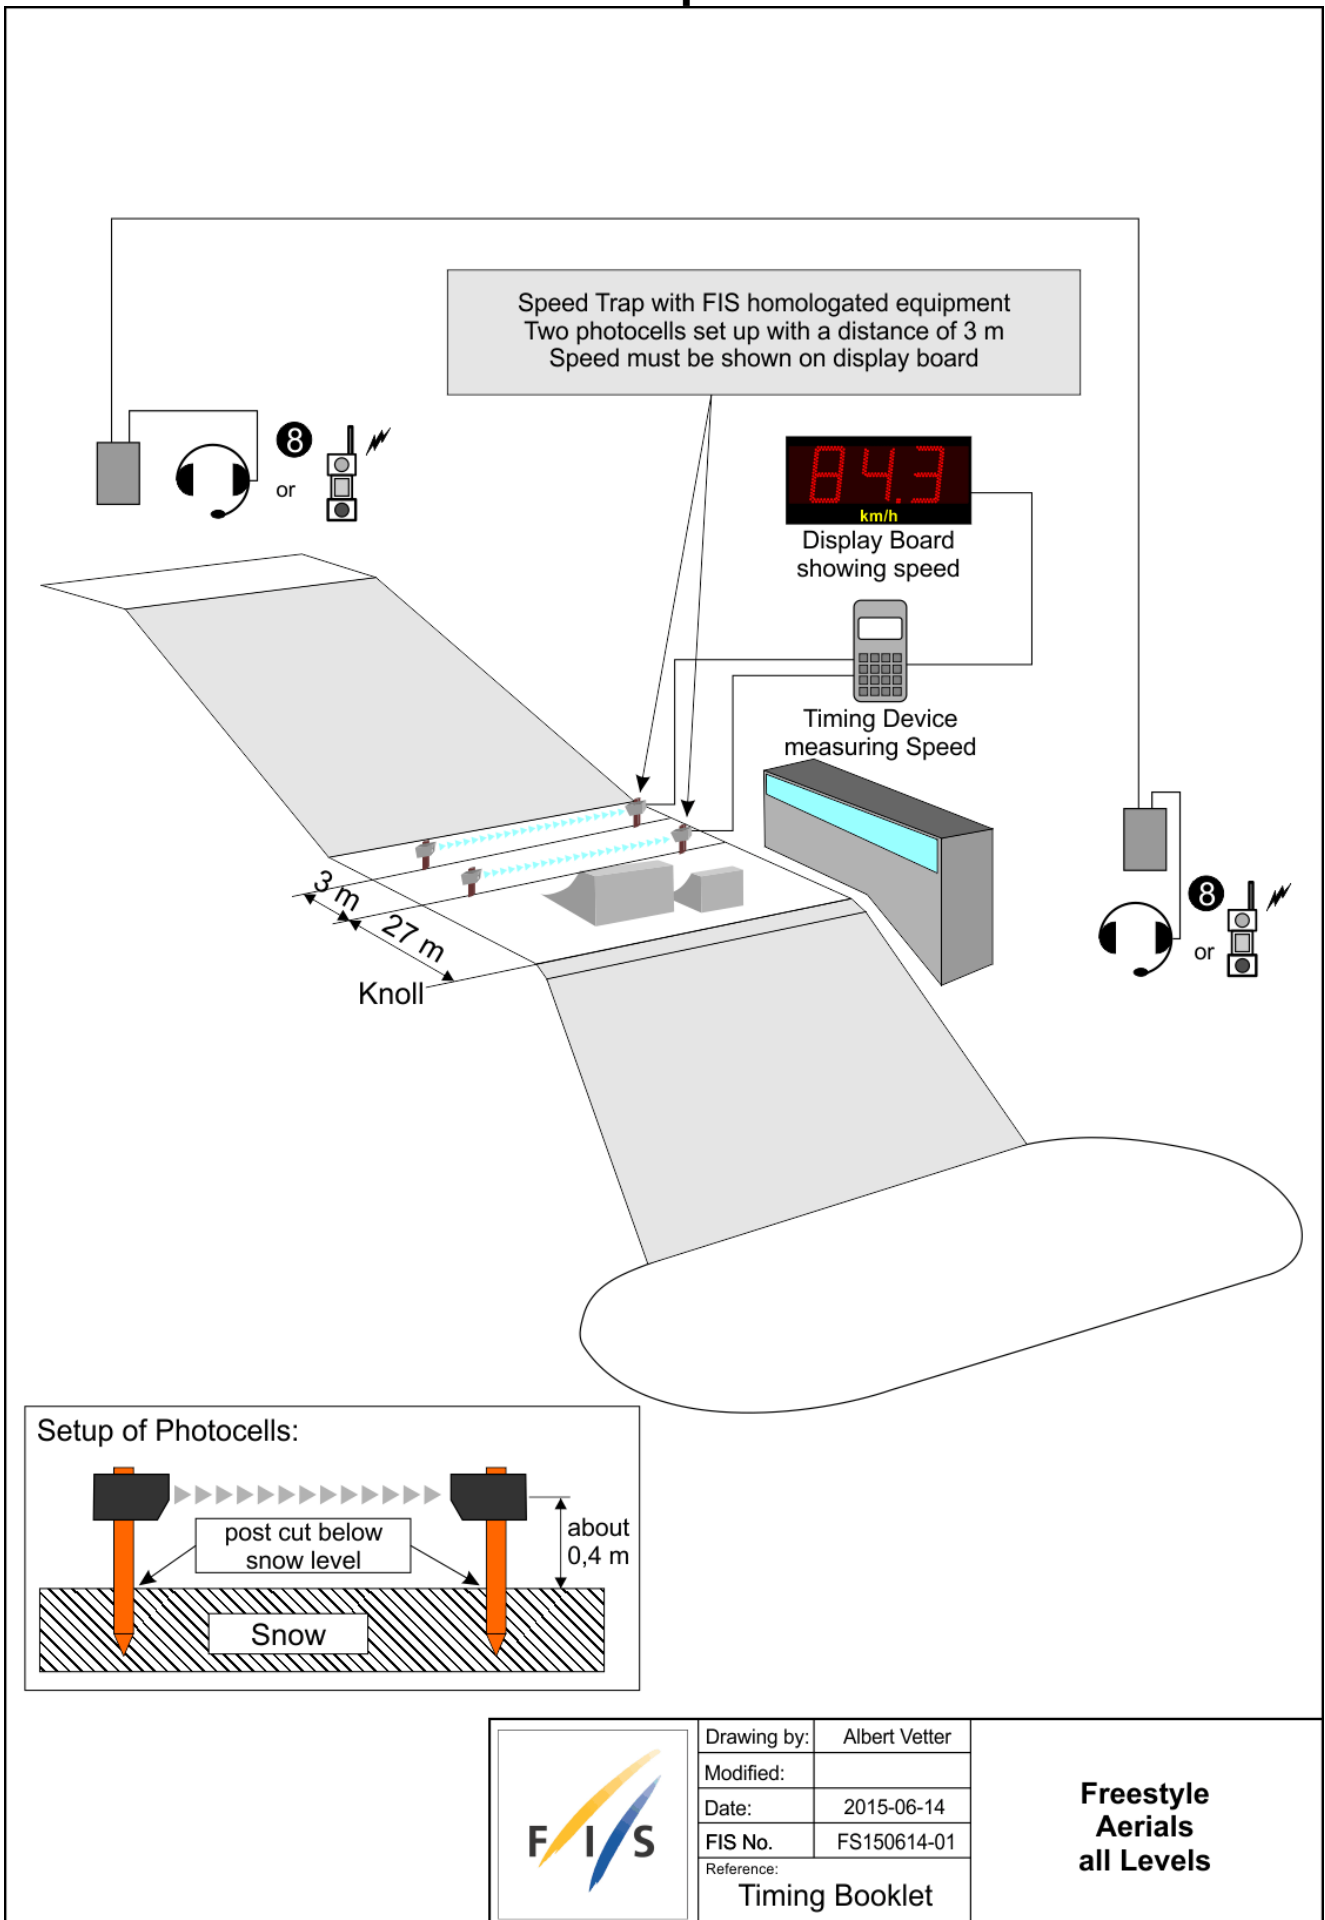 Speed Trap with FIS homologated equipment
Two photocells set up with a distance of 3 m
Speed must be shown on display board
8
or
84.3
km/h
Display Board
showing speed
Timing Device
measuring Speed
3 m
27 m
Knoll
8
or
Setup of Photocells:
post cut below
snow level
about
0,4 m
Snow
FIS
Drawing by: Albert Vetter
Modified:
Date: 2015-06-14
FIS No. FS150614-01
Reference:
Timing Booklet
Freestyle
Aerials
all Levels